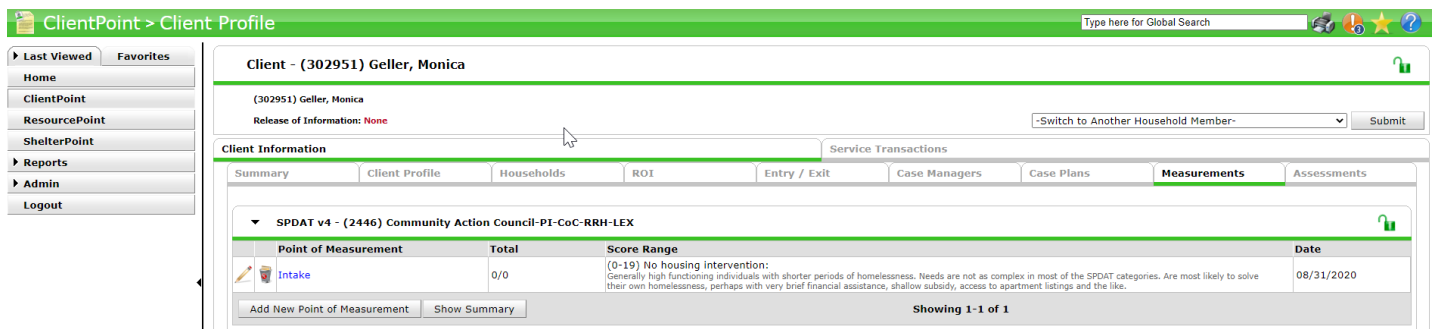 ClientPoint > Client Profile
Type here for Global Search
Last Viewed Favorites
Home
ClientPoint
ResourcePoint
ShelterPoint
Reports
Admin
Logout
Client - (302951) Geller, Monica
(302951) Geller, Monica
Release of Information: None
-Switch to Another Household Member- Submit
Client Information Service Transactions
Summary Client Profile Households ROI Entry / Exit Case Managers Case Plans Measurements Assessments
SPDAT v4 - (2446) Community Action Council-PI-CoC-RRH-LEX
Point of Measurement Total Score Range Date
Intake 0/0 (0-19) No housing intervention: 08/31/2020
Generally high functioning individuals with shorter periods of homelessness. Needs are not as complex in most of the SPDAT categories. Are most likely to solve
their own homelessness, perhaps with very brief financial assistance, shallow subsidy, access to apartment listings and the like.
Add New Point of Measurement Show Summary Showing 1-1 of 1